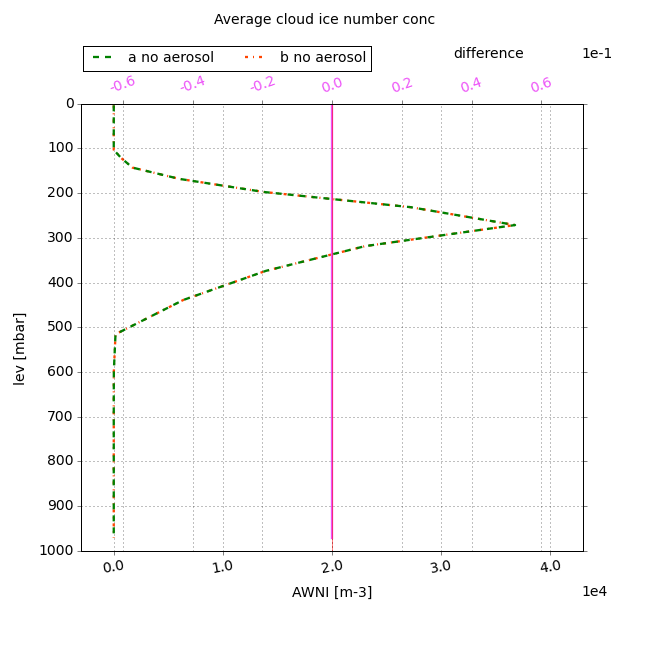 Average cloud ice number conc
a no aerosol b no aerosol difference 1e-1
-0.6 -0.4 -0.2 0.0 0.2 0.4 0.6
0
100
200
300
400
500
600
700
800
900
1000
lev [mbar]
0.0 1.0 2.0 3.0 4.0
AWNI [m-3] 1e4